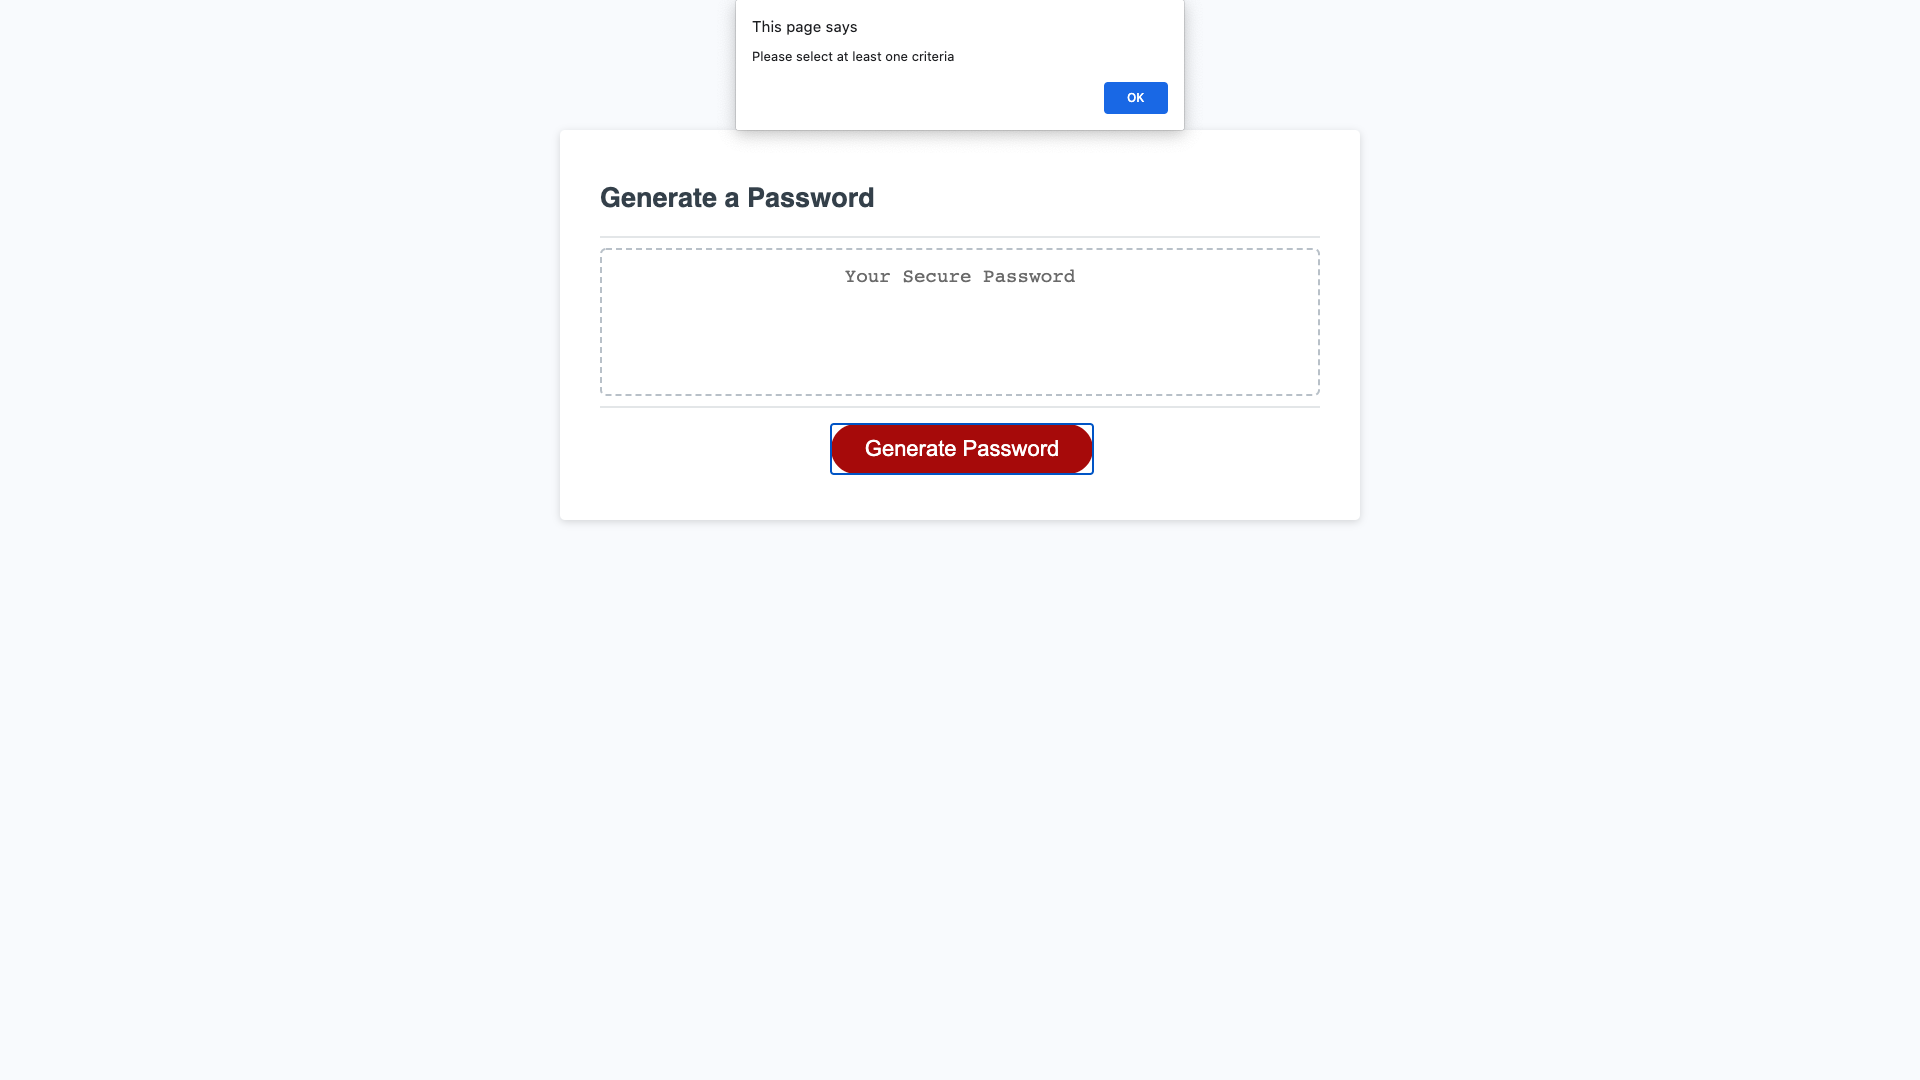 This page says
Please select at least one criteria
OK
Generate a Password
Your Secure Password
Generate Password